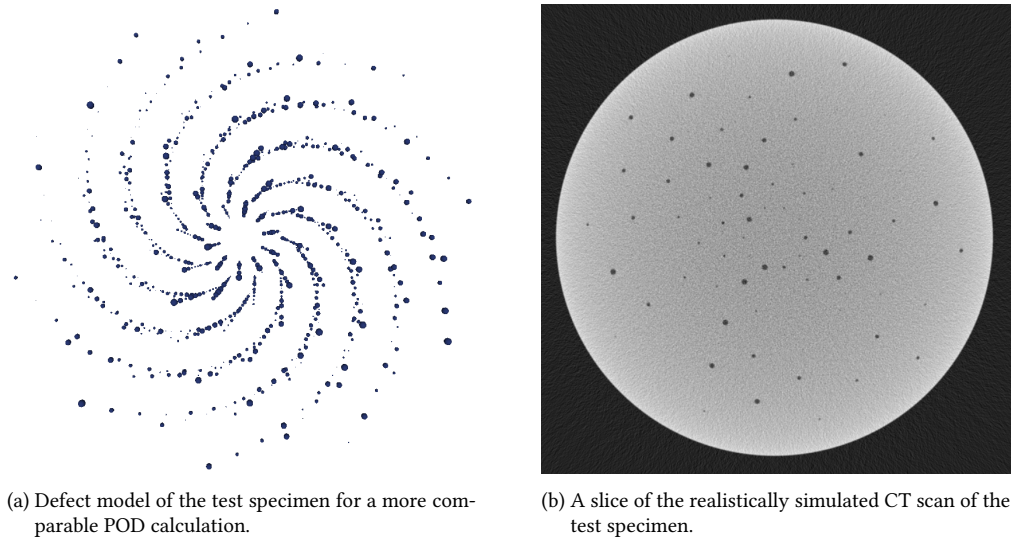 (a) Defect model of the test specimen for a more com-
parable POD calculation.
(b) A slice of the realistically simulated CT scan of the
test specimen.